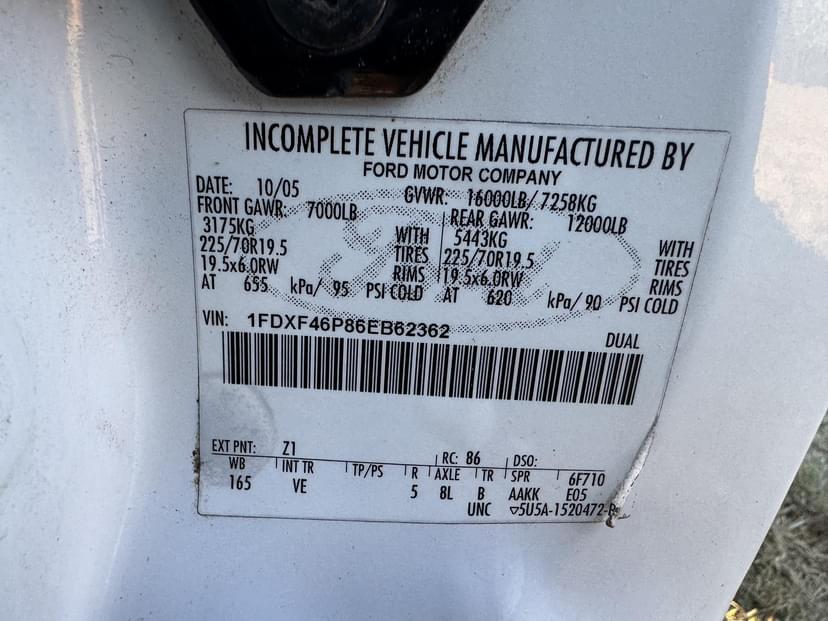 INCOMPLETE VEHICLE MANUFACTURED BY
FORD MOTOR COMPANY
DATE: 10/05 GVWR: 16000LB/7258KG
FRONT GAWR: 7000LB REAR GAWR: 12000LB
3175KG WITH 5443KG WITH
225/70R19.5 TIRES 225/70R19.5 TIRES
19.5x6.0RW RIMS 19.5x6.0RW RIMS
AT 655 kPa/ 95 PSI COLD AT 620 kPa/ 90 PSI COLD
VIN: 1FDXF46P86EB62362 DUAL
EXT PNT: Z1 RC: 86 DSO:
WB INT TR TP/PS R AXLE TR SPR 6F710
165 VE 5 8L B AAKK E05
UNC ▽5U5A-1520472-